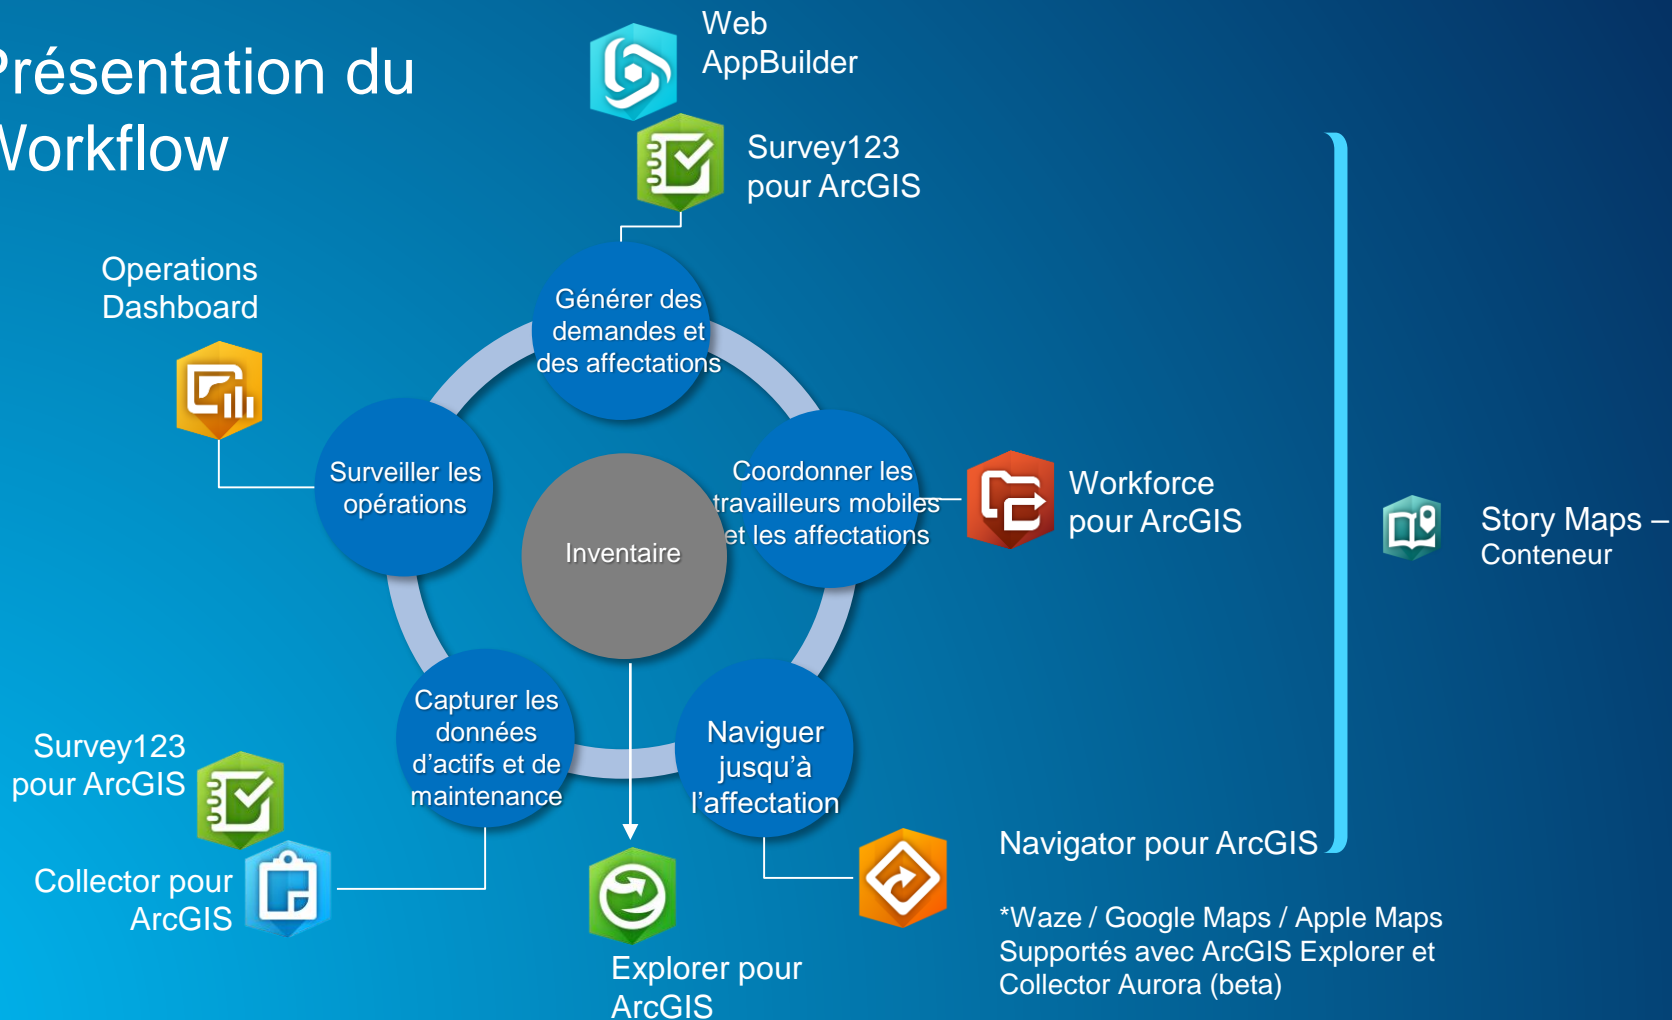 Présentation du
Workflow
Web
AppBuilder
Survey123
pour ArcGIS
Operations
Dashboard
Générer des
demandes et
des affectations
Surveiller les
opérations
Coordonner les
travailleurs mobiles
et les affectations
Inventaire
Workforce
pour ArcGIS
Story Maps –
Conteneur
Capturer les
données
d’actifs et de
maintenance
Naviguer
jusqu’à
l’affectation
Survey123
pour ArcGIS
Collector pour
ArcGIS
Explorer pour
ArcGIS
Navigator pour ArcGIS
*Waze / Google Maps / Apple Maps
Supportés avec ArcGIS Explorer et
Collector Aurora (beta)